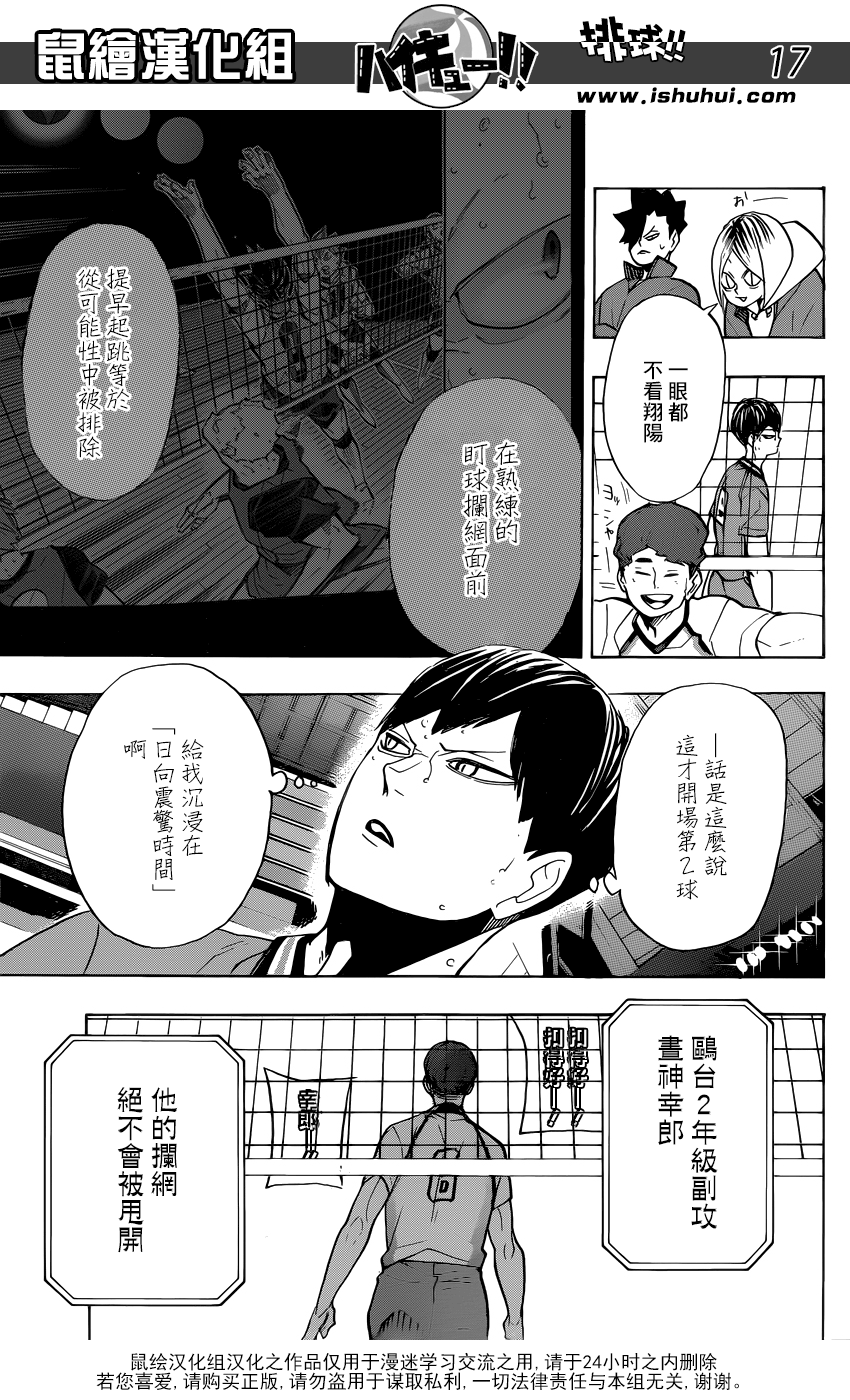 鼠繪漢化組
ハイキュー!!
排球!!
17
www.ishuhui.com
おー
一眼都
不看翔陽
ヨッシャ
在熟練的
盯球攔網面前
提早起跳等於
從可能性中被排除
—話是這麼說
這才開場第2球
給我沉浸在
「日向震驚時間」
啊
鷗台2年級副攻
晝神幸郎
扣得好—!
扣得好—!
幸郎—!!
他的攔網
絕不會被甩開
鼠绘汉化组汉化之作品仅用于漫迷学习交流之用, 请于24小时之内删除
若您喜爱, 请购买正版, 请勿用于谋取私利, 一切法律责任与本组无关, 谢谢。